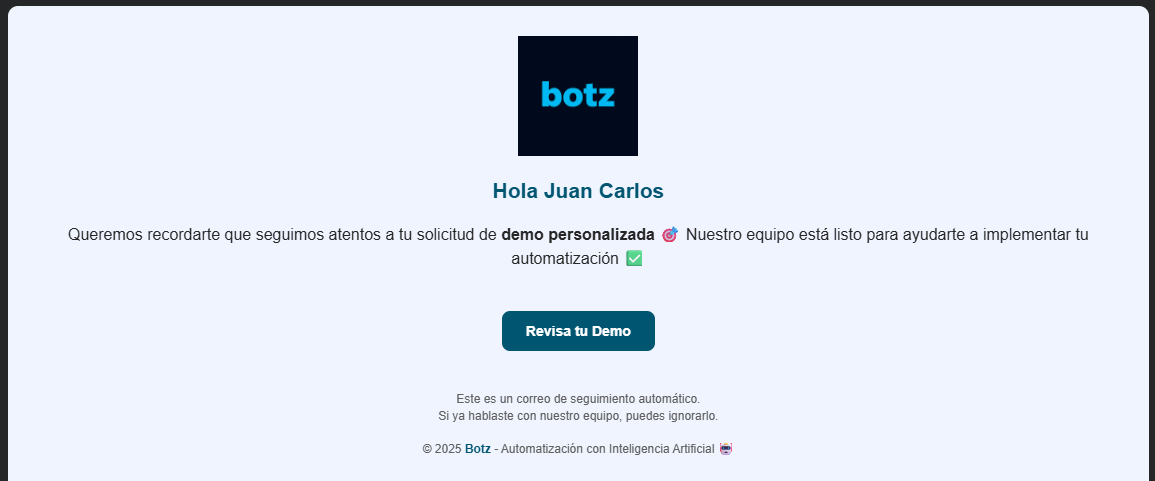 botz
Hola Juan Carlos
Queremos recordarte que seguimos atentos a tu solicitud de demo personalizada 🎯 Nuestro equipo está listo para ayudarte a implementar tu
automatización ✅
Revisa tu Demo
Este es un correo de seguimiento automático.
Si ya hablaste con nuestro equipo, puedes ignorarlo.
© 2025 Botz - Automatización con Inteligencia Artificial 🤖